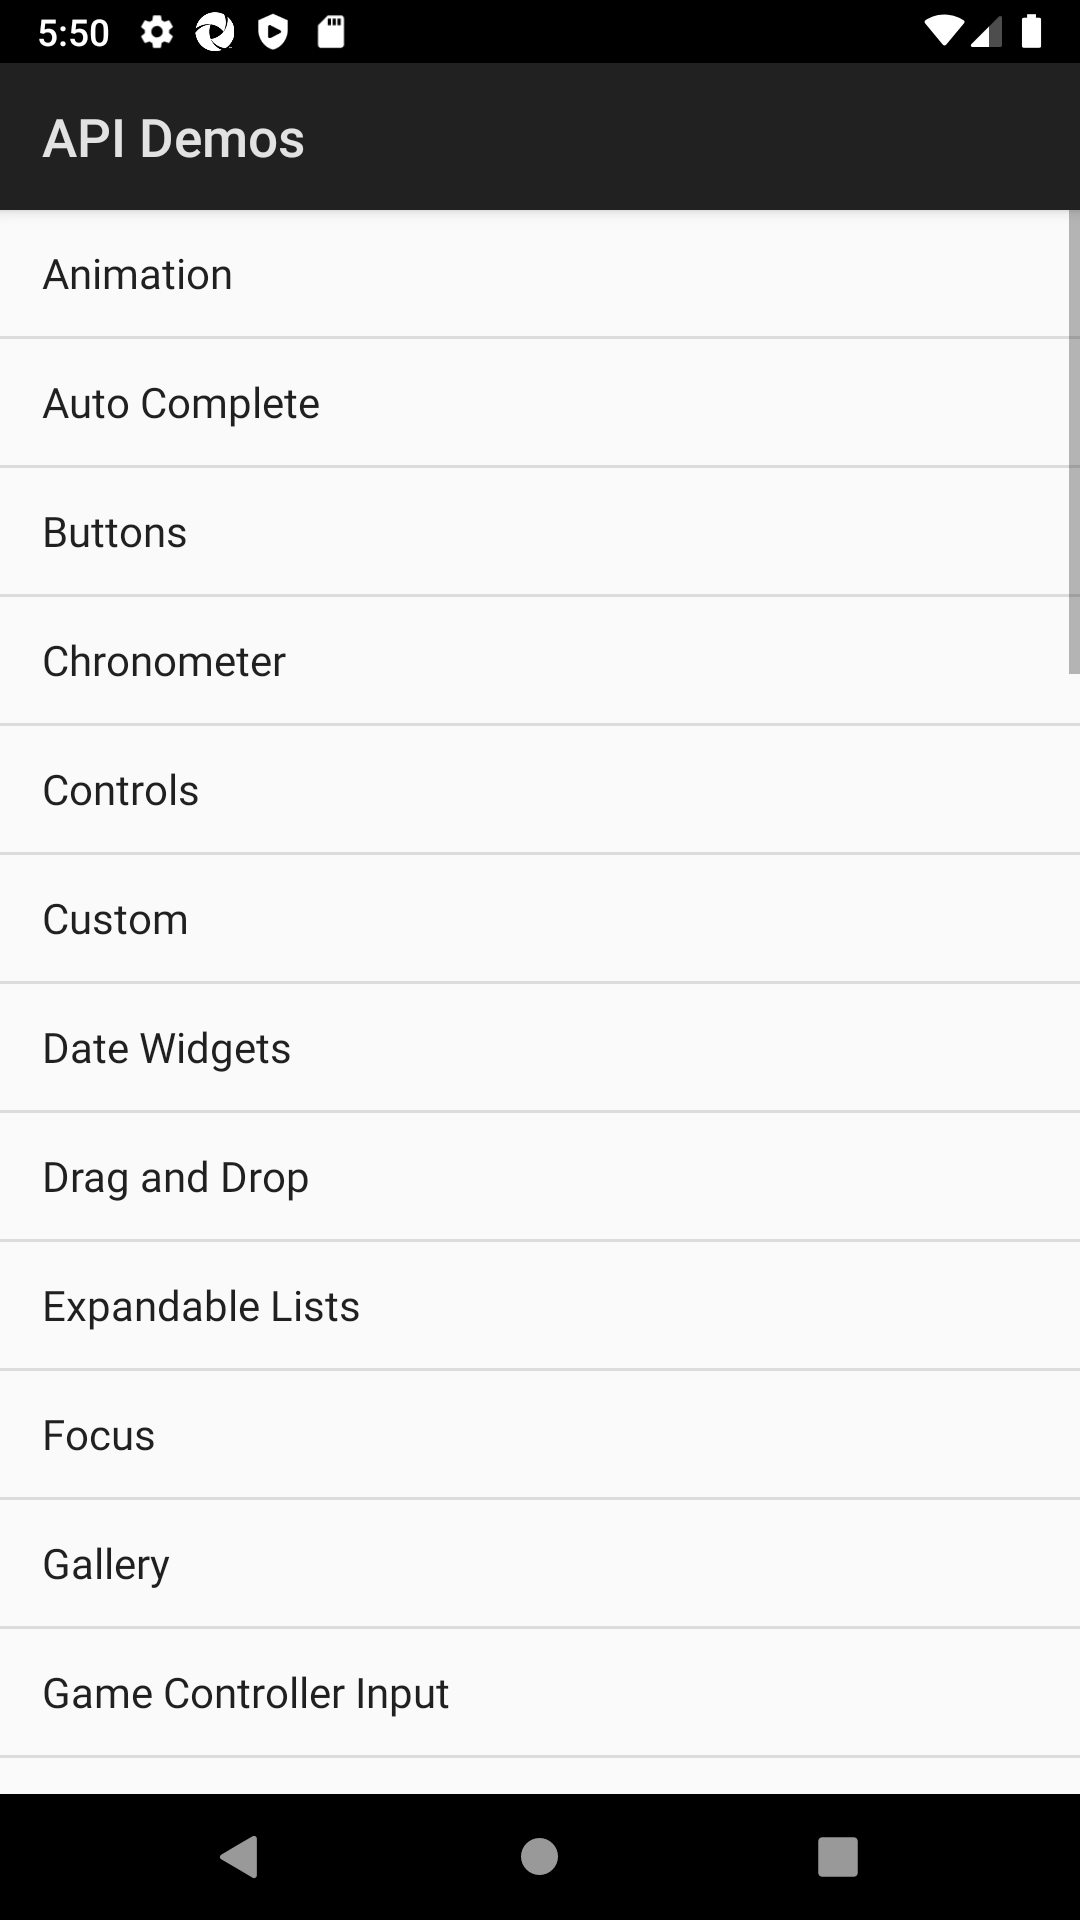 5:50
API Demos
Animation
Auto Complete
Buttons
Chronometer
Controls
Custom
Date Widgets
Drag and Drop
Expandable Lists
Focus
Gallery
Game Controller Input